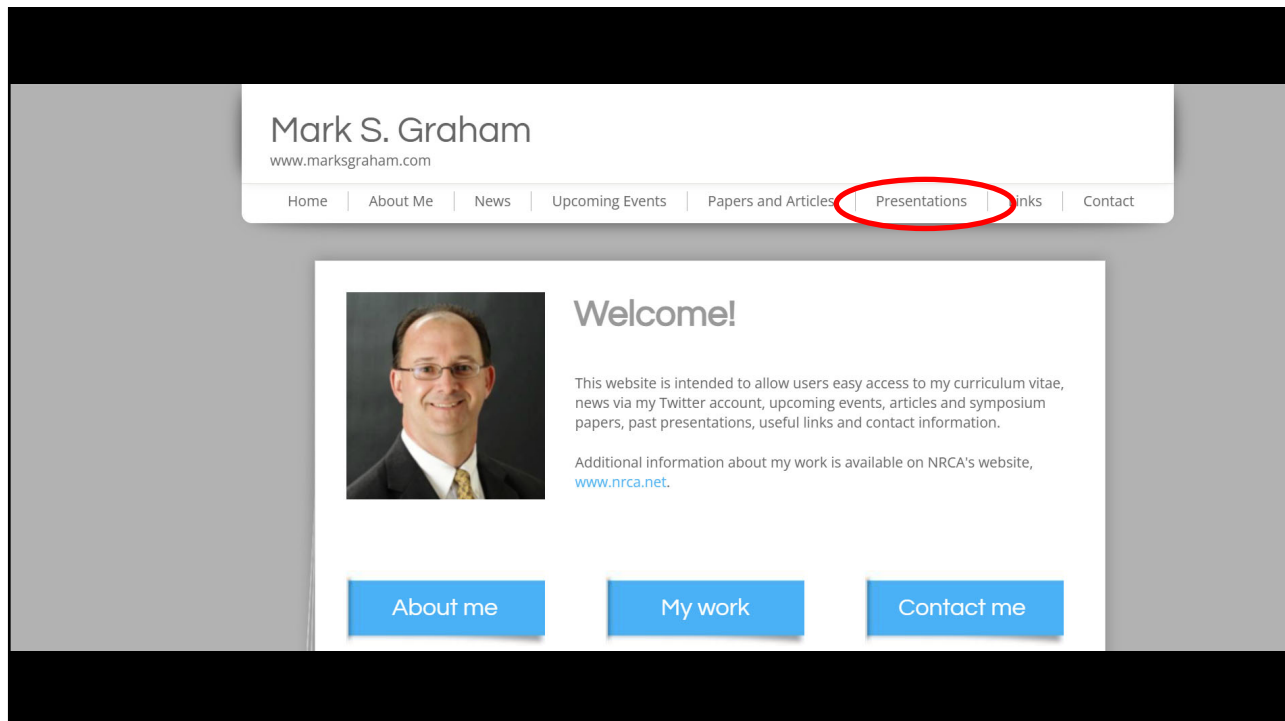 Mark S. Graham
www.marksgraham.com
Home About Me News Upcoming Events Papers and Articles Presentations Links Contact
Welcome!
This website is intended to allow users easy access to my curriculum vitae,
news via my Twitter account, upcoming events, articles and symposium
papers, past presentations, useful links and contact information.
Additional information about my work is available on NRCA's website,
www.nrca.net.
About me My work Contact me